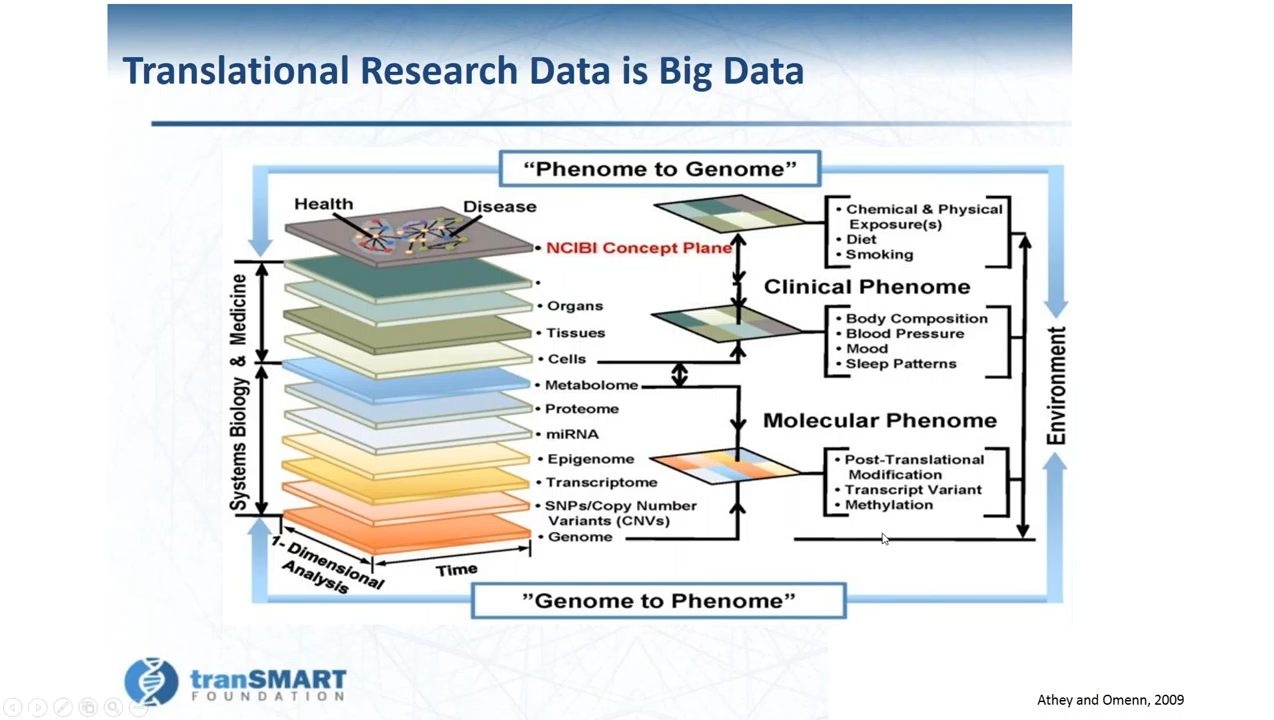 Translational Research Data is Big Data
“Phenome to Genome”
Health
Disease
• NCIBI Concept Plane
•
• Organs
• Tissues
• Cells
• Metabolome
• Proteome
• miRNA
• Epigenome
• Transcriptome
• SNPs/Copy Number
Variants (CNVs)
• Genome
Systems Biology & Medicine
1- Dimensional
Analysis
Time
• Chemical & Physical
Exposure(s)
• Diet
• Smoking
Clinical Phenome
• Body Composition
• Blood Pressure
• Mood
• Sleep Patterns
Molecular Phenome
• Post-Translational
Modification
• Transcript Variant
• Methylation
Environment
”Genome to Phenome”
tranSMART
FOUNDATION
Athey and Omenn, 2009